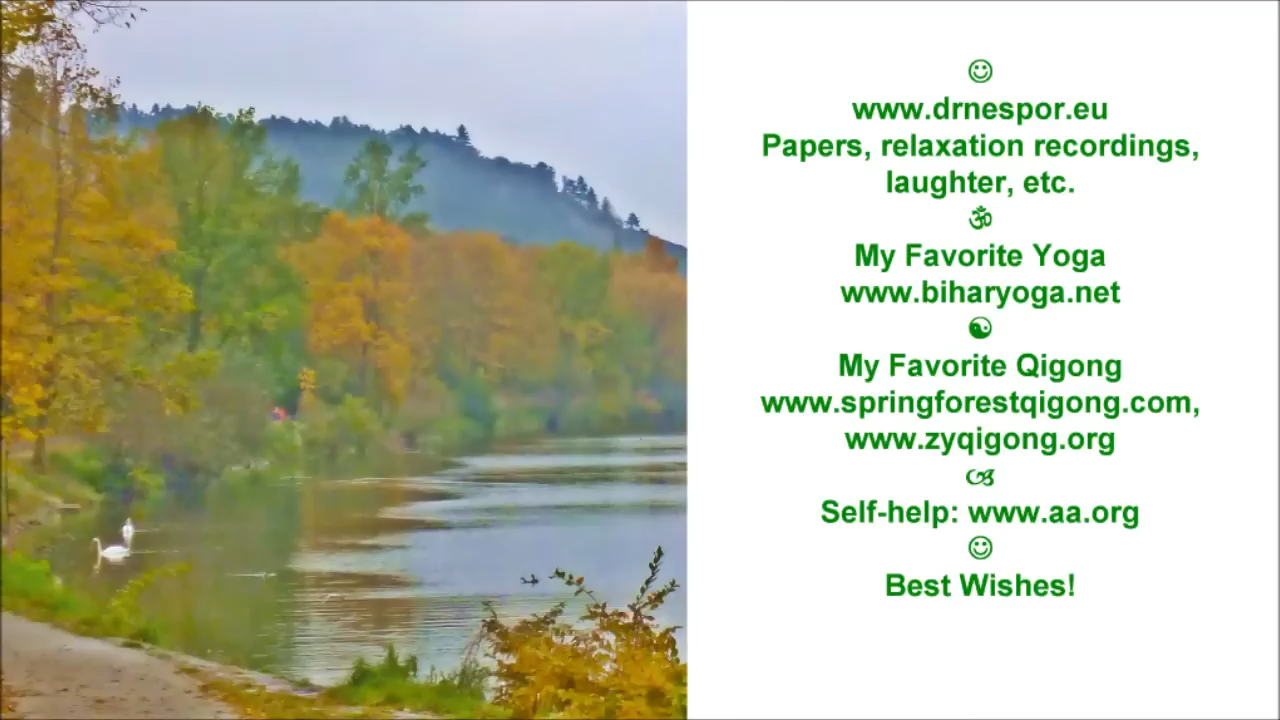 ☺
www.drnespor.eu
Papers, relaxation recordings,
laughter, etc.
ॐ
My Favorite Yoga
www.biharyoga.net
☯
My Favorite Qigong
www.springforestqigong.com,
www.zyqigong.org
Self-help: www.aa.org
☺
Best Wishes!